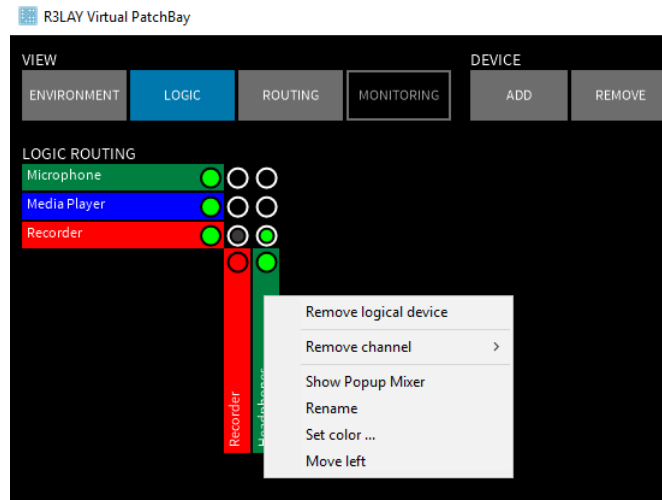 R3LAY Virtual PatchBay
VIEW
DEVICE
ENVIRONMENT
LOGIC
ROUTING
MONITORING
ADD
REMOVE
LOGIC ROUTING
Microphone
Media Player
Recorder
Recorder
Headphones
Remove logical device
Remove channel
Show Popup Mixer
Rename
Set color ...
Move left